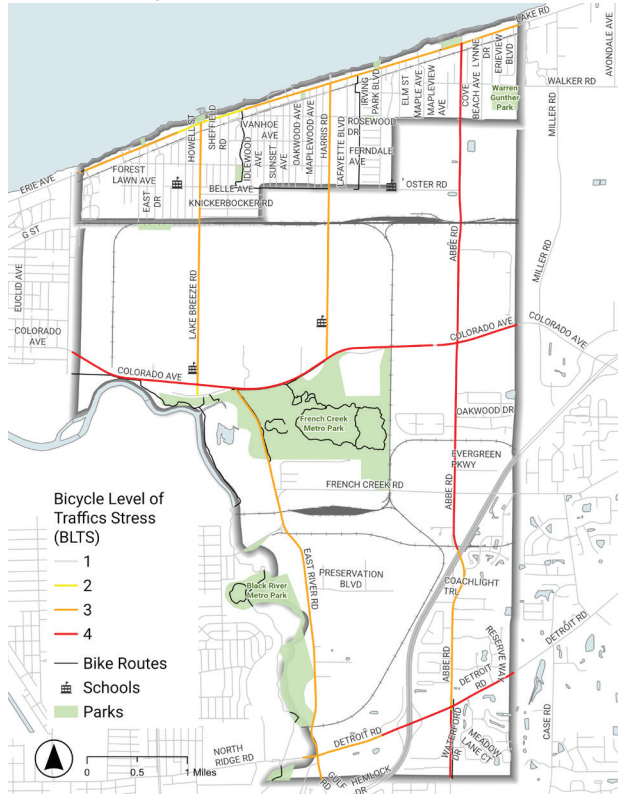 LAKE RD
AVONDALE AVE
ERIEVIEW
BLVD
LYNNE
DR
COVE
BEACH AVE
WALKER RD
Warren
Gunther
Park
MILLER RD
ELM ST
MAPLE AVE
MAPLEVIEW
AVE
IRVING
PARK BLVD
ROSEWOOD
DR
FERNDALE
AVE
LAFAYETTE BLVD
HARRIS RD
MAPLEWOOD AVE
OAKWOOD AVE
SUNSET
AVE
IDLEWOOD
AVE
IVANHOE
AVE
SHEFFIELD
RD
HOWELL ST
FOREST
LAWN AVE
BELLE AVE
KNICKERBOCKER RD
OSTER RD
EAST
DR
ERIE AVE
G ST
EUCLID AVE
COLORADO
AVE
LAKE BREEZE RD
ABBE RD
MILLER RD
COLORADO AVE
COLORADO AVE
COLORADO AVE
French Creek
Metro Park
OAKWOOD DR
EVERGREEN
PKWY
FRENCH CREEK RD
ABBE RD
Bicycle Level of
Traffics Stress
(BLTS)
1
2
3
4
Bike Routes
Schools
Parks
EAST RIVER RD
PRESERVATION
BLVD
COACHLIGHT
TRL
Black River
Metro Park
ABBE RD
RESERVE WAY
DETROIT RD
DETROIT
RD
CASE RD
WATERFORD
DR
MEADOW
LANE CT
NORTH
RIDGE RD
DETROIT RD
GULF
RD
HEMLOCK
DR
0 0.5 1 Miles